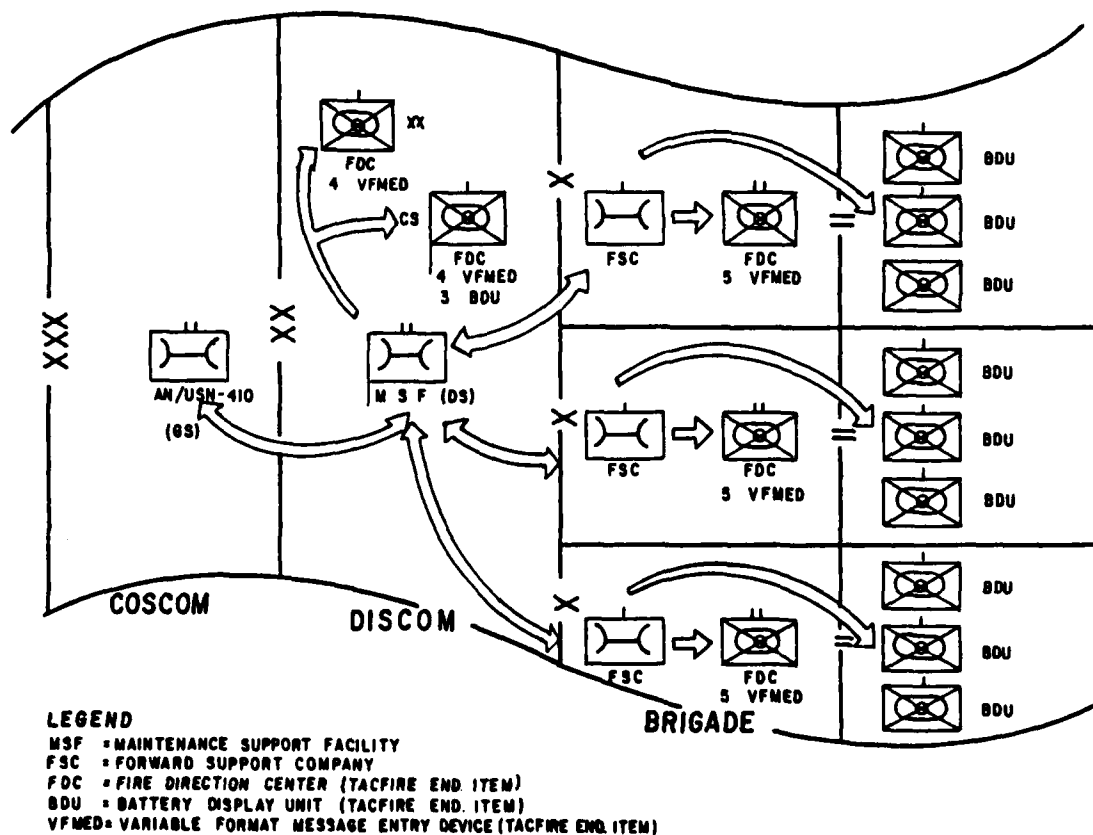 XX
FDC
4 VFMED
CS
FDC
4 VFMED
3 BDU
XXX
AN/USM-410
(GS)
XX
M S F (DS)
X
FSC
FDC
5 VFMED
BDU
BDU
BDU
X
FSC
FDC
5 VFMED
BDU
BDU
BDU
X
FSC
FDC
5 VFMED
BDU
BDU
BDU
COSCOM
DISCOM
BRIGADE
LEGEND
MSF = MAINTENANCE SUPPORT FACILITY
FSC = FORWARD SUPPORT COMPANY
FDC = FIRE DIRECTION CENTER (TACFIRE END. ITEM)
BDU = BATTERY DISPLAY UNIT (TACFIRE END. ITEM)
VFMED= VARIABLE FORMAT MESSAGE ENTRY DEVICE (TACFIRE END. ITEM)